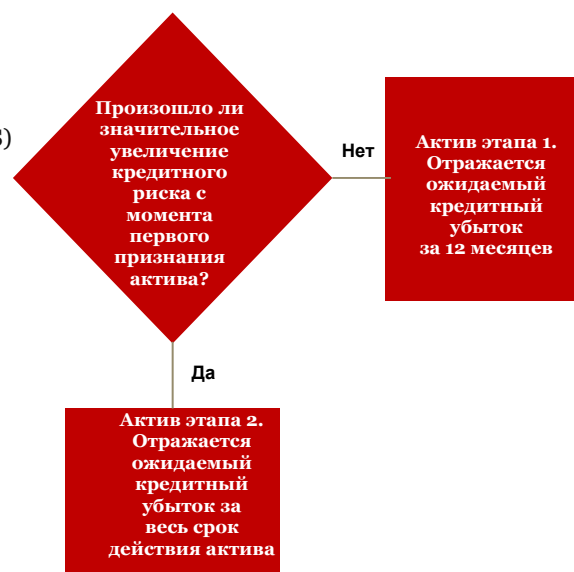 Произошло ли
значительное
увеличение
кредитного
риска с
момента
первого
признания
актива?
Нет
Актив этапа 1.
Отражается
ожидаемый
кредитный
убыток
за 12 месяцев
Да
Актив этапа 2.
Отражается
ожидаемый
кредитный
убыток за
весь срок
действия актива